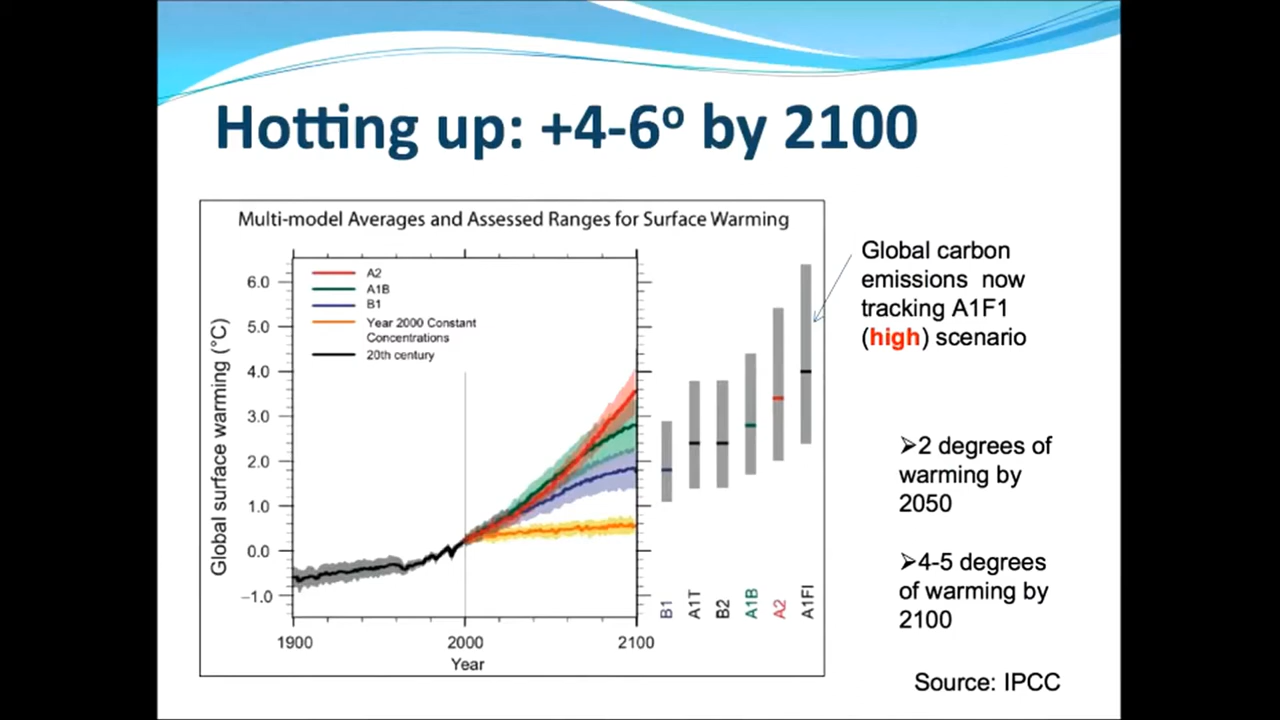 Hotting up: +4-6º by 2100
Multi-model Averages and Assessed Ranges for Surface Warming
A2
A1B
B1
Year 2000 Constant
Concentrations
20th century
Global surface warming (°C)
6.0
5.0
4.0
3.0
2.0
1.0
0.0
–1.0
1900
2000
2100
Year
B1
A1T
B2
A1B
A2
A1FI
Global carbon
emissions now
tracking A1F1
(high) scenario
➢2 degrees of
warming by
2050
➢4-5 degrees
of warming by
2100
Source: IPCC